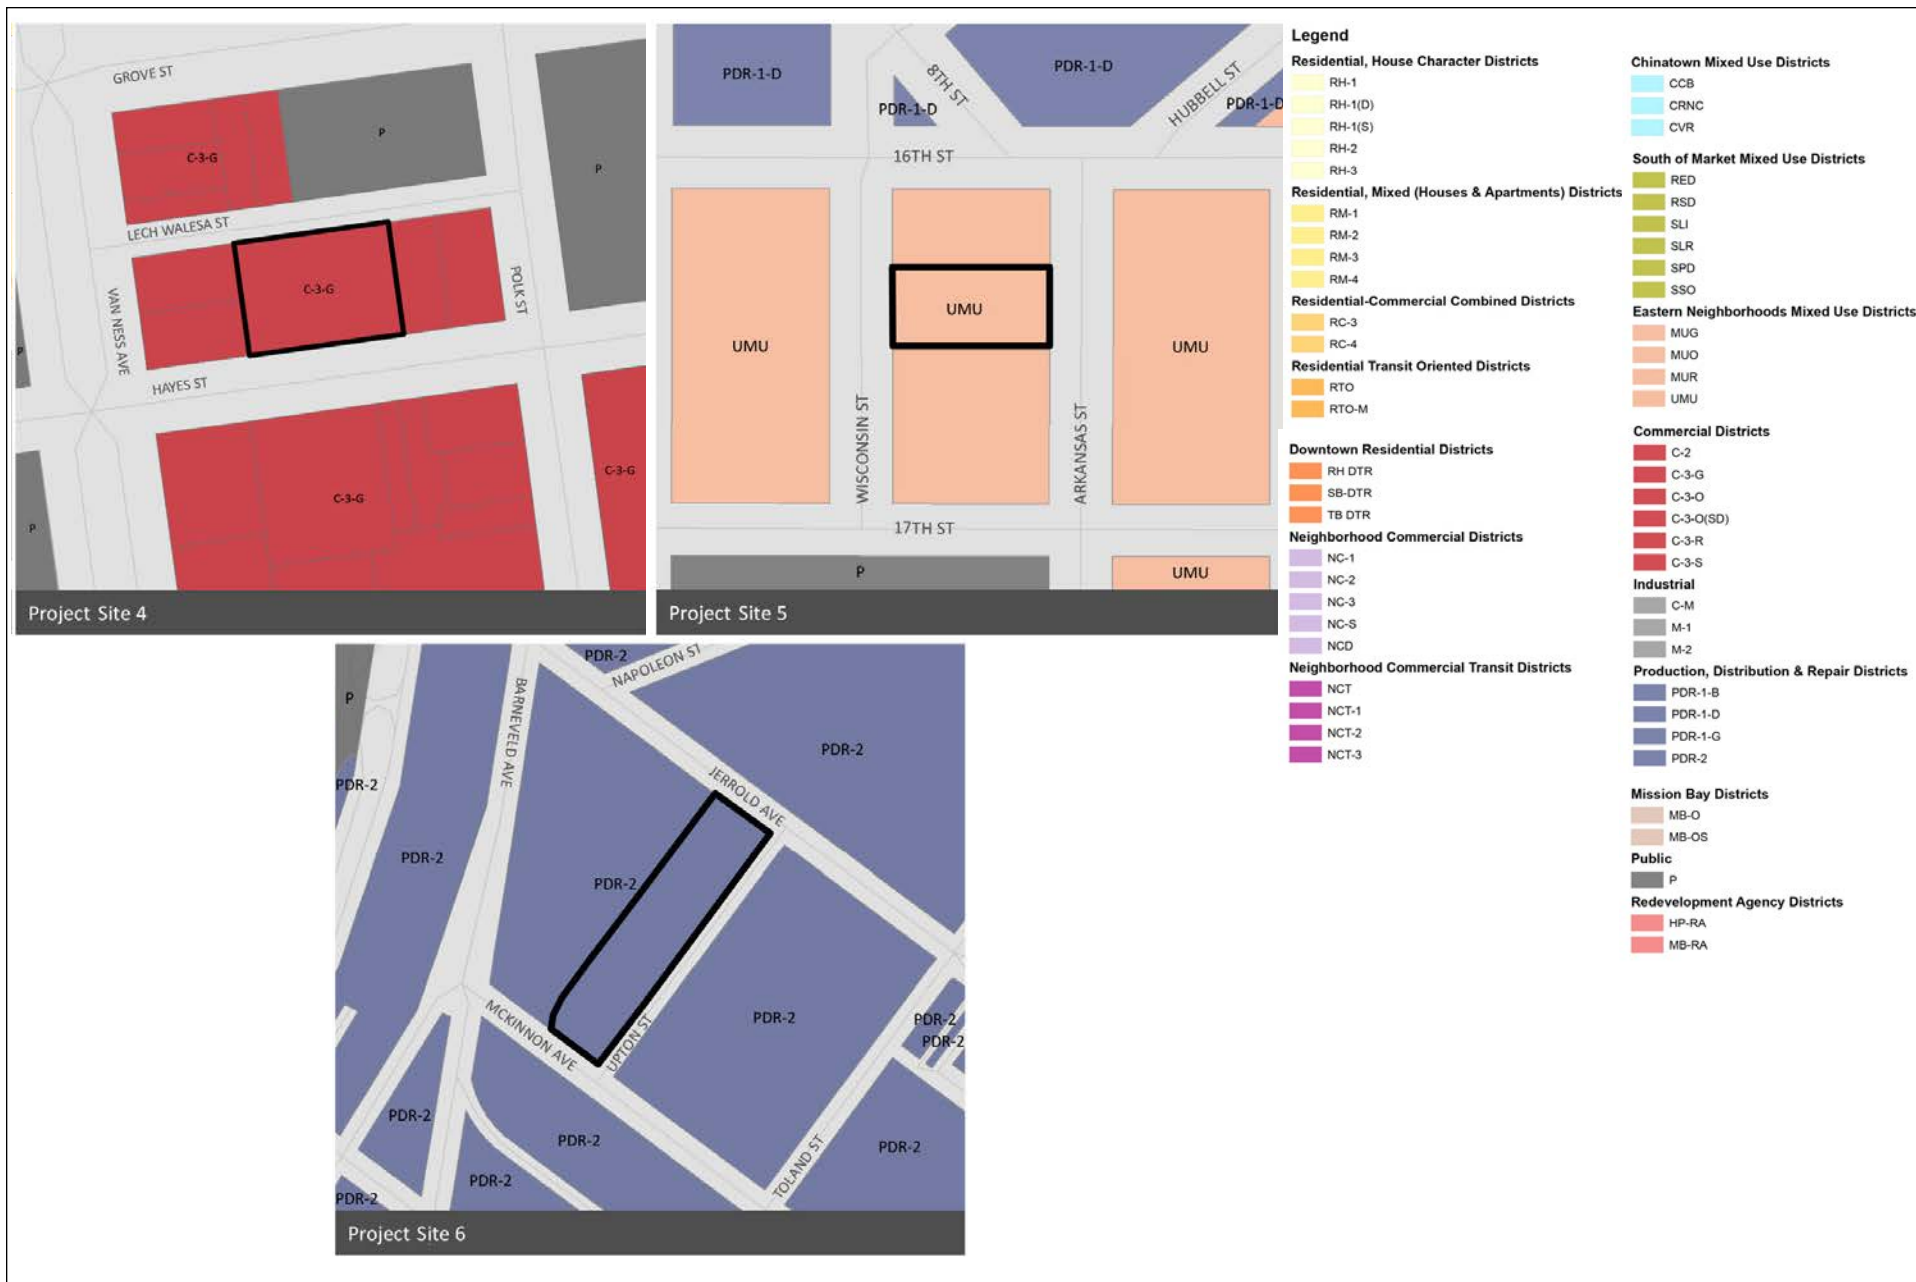 GROVE ST
P
C-3-G
P
LECH WALESA ST
C-3-G
POLK ST
VAN NESS AVE
P
HAYES ST
C-3-G
C-3-G
P
Project Site 4
PDR-1-D
8TH ST
PDR-1-D
HUBBELL ST
PDR-1-D
PDR-1-D
16TH ST
UMU
UMU
UMU
WISCONSIN ST
ARKANSAS ST
17TH ST
P
UMU
Project Site 5
PDR-2
NAPOLEON ST
P
BARNEVELD AVE
PDR-2
JERROLD AVE
PDR-2
PDR-2
PDR-2
MCKINNON AVE
UPTON ST
PDR-2
PDR-2
PDR-2
PDR-2
PDR-2
PDR-2
PDR-2
TOLAND ST
PDR-2
PDR-2
Project Site 6
Legend
Residential, House Character Districts
RH-1
RH-1(D)
RH-1(S)
RH-2
RH-3
Residential, Mixed (Houses & Apartments) Districts
RM-1
RM-2
RM-3
RM-4
Residential-Commercial Combined Districts
RC-3
RC-4
Residential Transit Oriented Districts
RTO
RTO-M
Downtown Residential Districts
RH DTR
SB-DTR
TB DTR
Neighborhood Commercial Districts
NC-1
NC-2
NC-3
NC-S
NCD
Neighborhood Commercial Transit Districts
NCT
NCT-1
NCT-2
NCT-3
Chinatown Mixed Use Districts
CCB
CRNC
CVR
South of Market Mixed Use Districts
RED
RSD
SLI
SLR
SPD
SSO
Eastern Neighborhoods Mixed Use Districts
MUG
MUO
MUR
UMU
Commercial Districts
C-2
C-3-G
C-3-O
C-3-O(SD)
C-3-R
C-3-S
Industrial
C-M
M-1
M-2
Production, Distribution & Repair Districts
PDR-1-B
PDR-1-D
PDR-1-G
PDR-2
Mission Bay Districts
MB-O
MB-OS
Public
P
Redevelopment Agency Districts
HP-RA
MB-RA